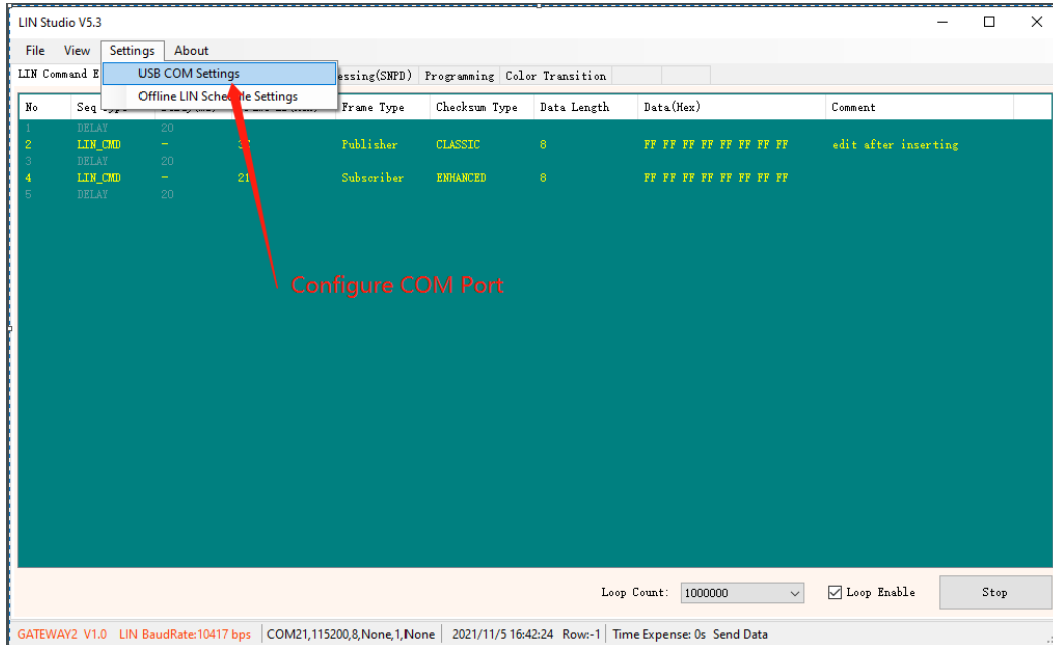 LIN Studio V5.3
File View Settings About
USB COM Settings
Offline LIN Schedule Settings
LIN Command E essing(SNPD) Programming Color Transition
No Seq Frame Type Checksum Type Data Length Data(Hex) Comment
1 DELAY 20
2 LIN_CMD - Publisher CLASSIC 8 FF FF FF FF FF FF FF FF edit after inserting
3 DELAY 20
4 LIN_CMD - 21 Subscriber ENHANCED 8 FF FF FF FF FF FF FF FF
5 DELAY 20
Configure COM Port
Loop Count: 1000000 Loop Enable Stop
GATEWAY2 V1.0 LIN BaudRate:10417 bps COM21,115200,8,None,1,None 2021/11/5 16:42:24 Row:-1 Time Expense: 0s Send Data